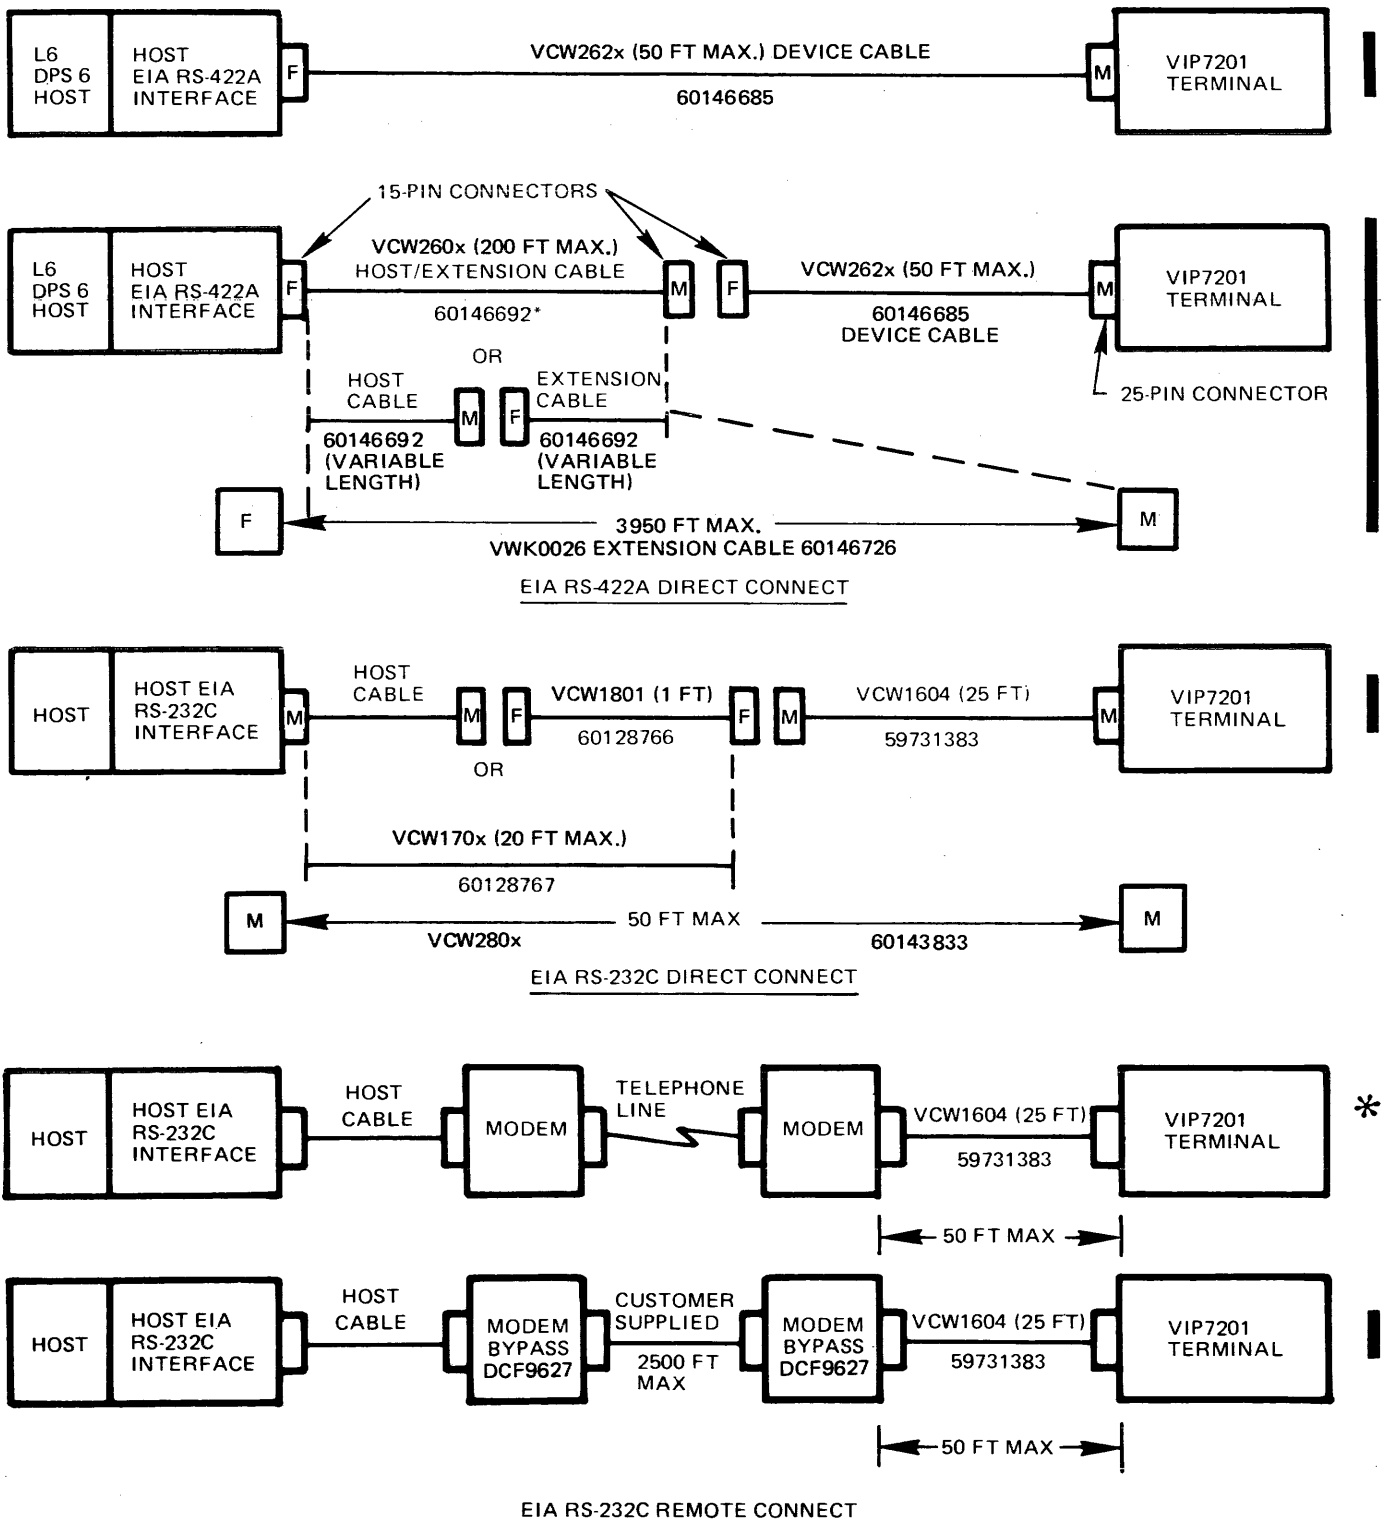 L6
DPS 6
HOST
HOST
EIA RS-422A
INTERFACE
F
VCW262x (50 FT MAX.) DEVICE CABLE
60146685
M
VIP7201
TERMINAL
15-PIN CONNECTORS
L6
DPS 6
HOST
HOST
EIA RS-422A
INTERFACE
F
VCW260x (200 FT MAX.)
HOST/EXTENSION CABLE
60146692*
M
F
VCW262x (50 FT MAX.)
60146685
DEVICE CABLE
M
VIP7201
TERMINAL
25-PIN CONNECTOR
OR
HOST
CABLE
M
F
EXTENSION
CABLE
60146692
(VARIABLE
LENGTH)
60146692
(VARIABLE
LENGTH)
F
3950 FT MAX.
M
VWK0026 EXTENSION CABLE 60146726
EIA RS-422A DIRECT CONNECT
HOST
HOST EIA
RS-232C
INTERFACE
M
HOST
CABLE
M
F
VCW1801 (1 FT)
60128766
F
M
VCW1604 (25 FT)
59731383
M
VIP7201
TERMINAL
OR
VCW170x (20 FT MAX.)
60128767
M
50 FT MAX
M
VCW280x
60143833
EIA RS-232C DIRECT CONNECT
HOST
HOST EIA
RS-232C
INTERFACE
HOST
CABLE
MODEM
TELEPHONE
LINE
MODEM
VCW1604 (25 FT)
59731383
VIP7201
TERMINAL
*
50 FT MAX
HOST
HOST EIA
RS-232C
INTERFACE
HOST
CABLE
MODEM
BYPASS
DCF9627
CUSTOMER
SUPPLIED
2500 FT
MAX
MODEM
BYPASS
DCF9627
VCW1604 (25 FT)
59731383
VIP7201
TERMINAL
50 FT MAX
EIA RS-232C REMOTE CONNECT